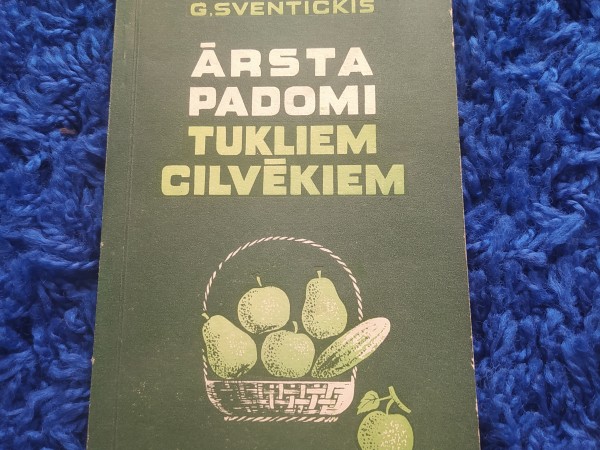 G.SVENTICKIS
ĀRSTA
PADOMI
TUKLIEM
CILVĒKIEM